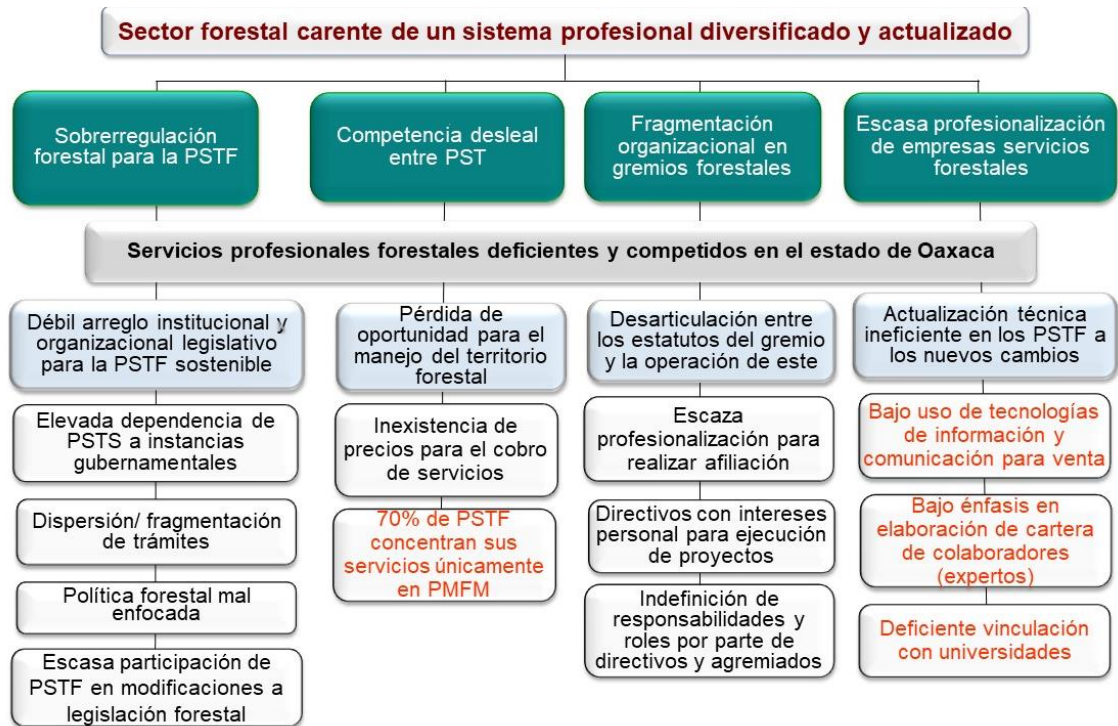 Sector forestal carente de un sistema profesional diversificado y actualizado
Sobrerregulación
forestal para la PSTF
Competencia desleal
entre PST
Fragmentación
organizacional en
gremios forestales
Escasa profesionalización
de empresas servicios
forestales
Servicios profesionales forestales deficientes y competidos en el estado de Oaxaca
Débil arreglo institucional y
organizacional legislativo
para la PSTF sostenible
Elevada dependencia de
PSTS a instancias
gubernamentales
Dispersión/ fragmentación
de trámites
Política forestal mal
enfocada
Escasa participación de
PSTF en modificaciones a
legislación forestal
Pérdida de
oportunidad para el
manejo del territorio
forestal
Inexistencia de
precios para el cobro
de servicios
70% de PSTF
concentran sus
servicios únicamente
en PMFM
Desarticulación entre
los estatutos del gremio
y la operación de este
Escaza
profesionalización para
realizar afiliación
Directivos con intereses
personal para ejecución de
proyectos
Indefinición de
responsabilidades y
roles por parte de
directivos y agremiados
Actualización técnica
ineficiente en los PSTF a
los nuevos cambios
Bajo uso de tecnologías
de información y
comunicación para venta
Bajo énfasis en
elaboración de cartera
de colaboradores
(expertos)
Deficiente vinculación
con universidades